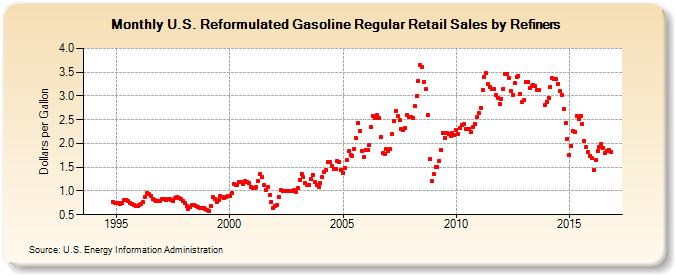 Monthly U.S. Reformulated Gasoline Regular Retail Sales by Refiners
Dollars per Gallon
4.0
3.5
3.0
2.5
2.0
1.5
1.0
0.5
1995 2000 2005 2010 2015
Source: U.S. Energy Information Administration